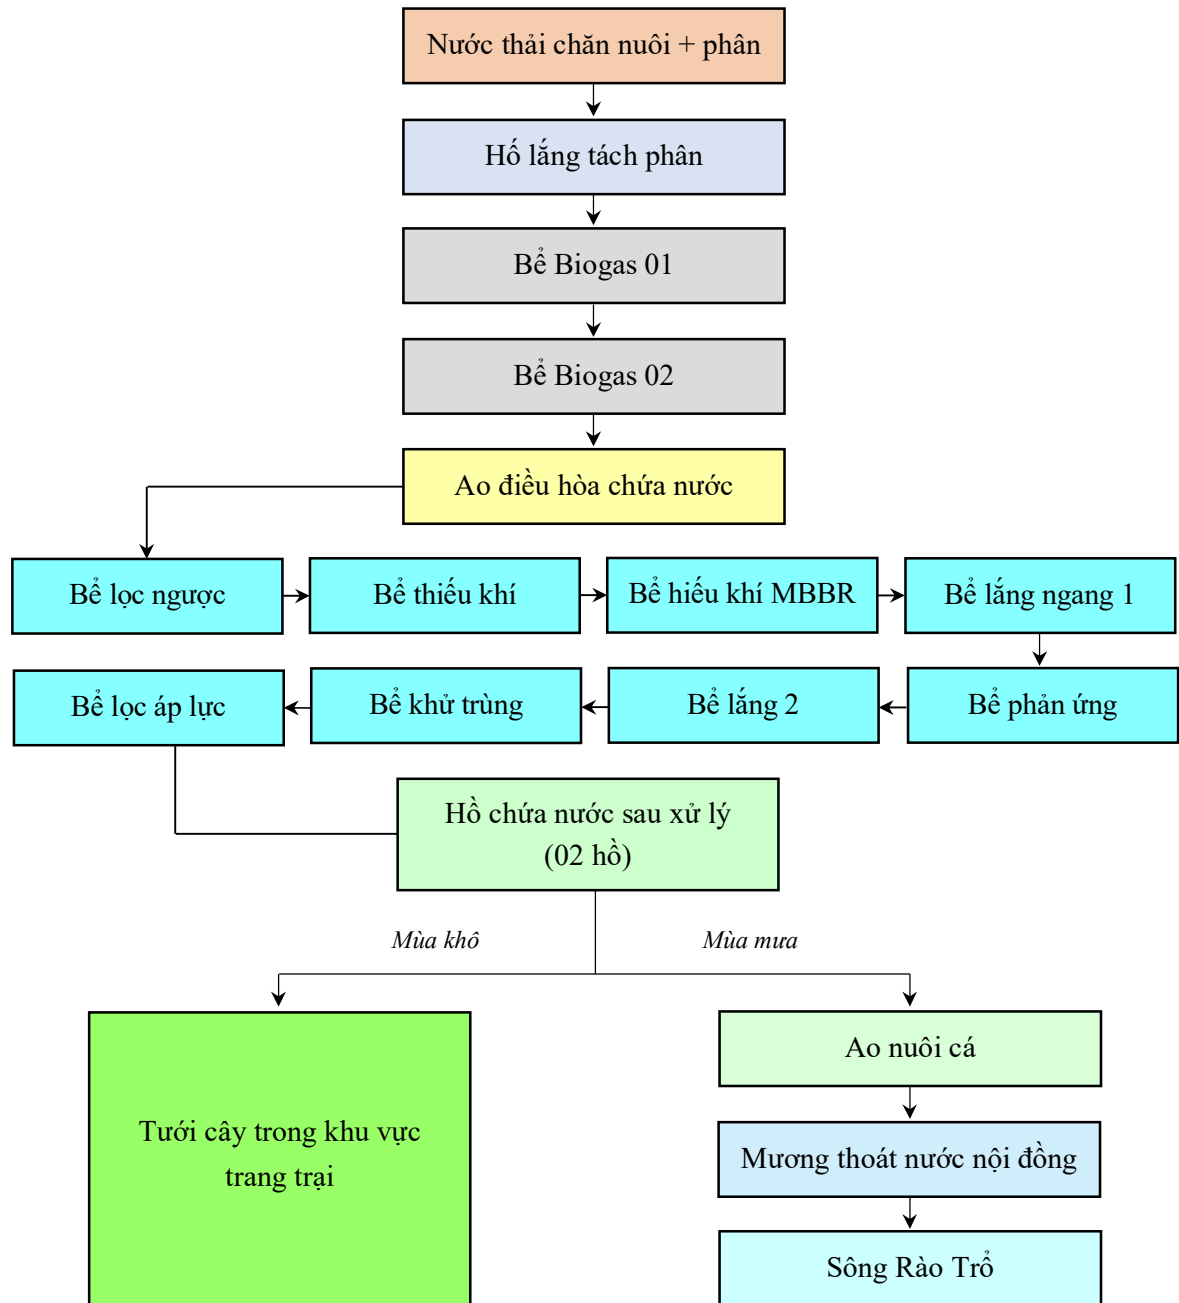 Nước thải chăn nuôi + phân
Hố lắng tách phân
Bể Biogas 01
Bể Biogas 02
Ao điều hòa chứa nước
Bể lọc ngược
Bể thiếu khí
Bể hiếu khí MBBR
Bể lắng ngang 1
Bể lọc áp lực
Bể khử trùng
Bể lắng 2
Bể phản ứng
Hồ chứa nước sau xử lý
(02 hồ)
Mùa khô
Mùa mưa
Ao nuôi cá
Tưới cây trong khu vực
trang trại
Mương thoát nước nội đồng
Sông Rào Trổ